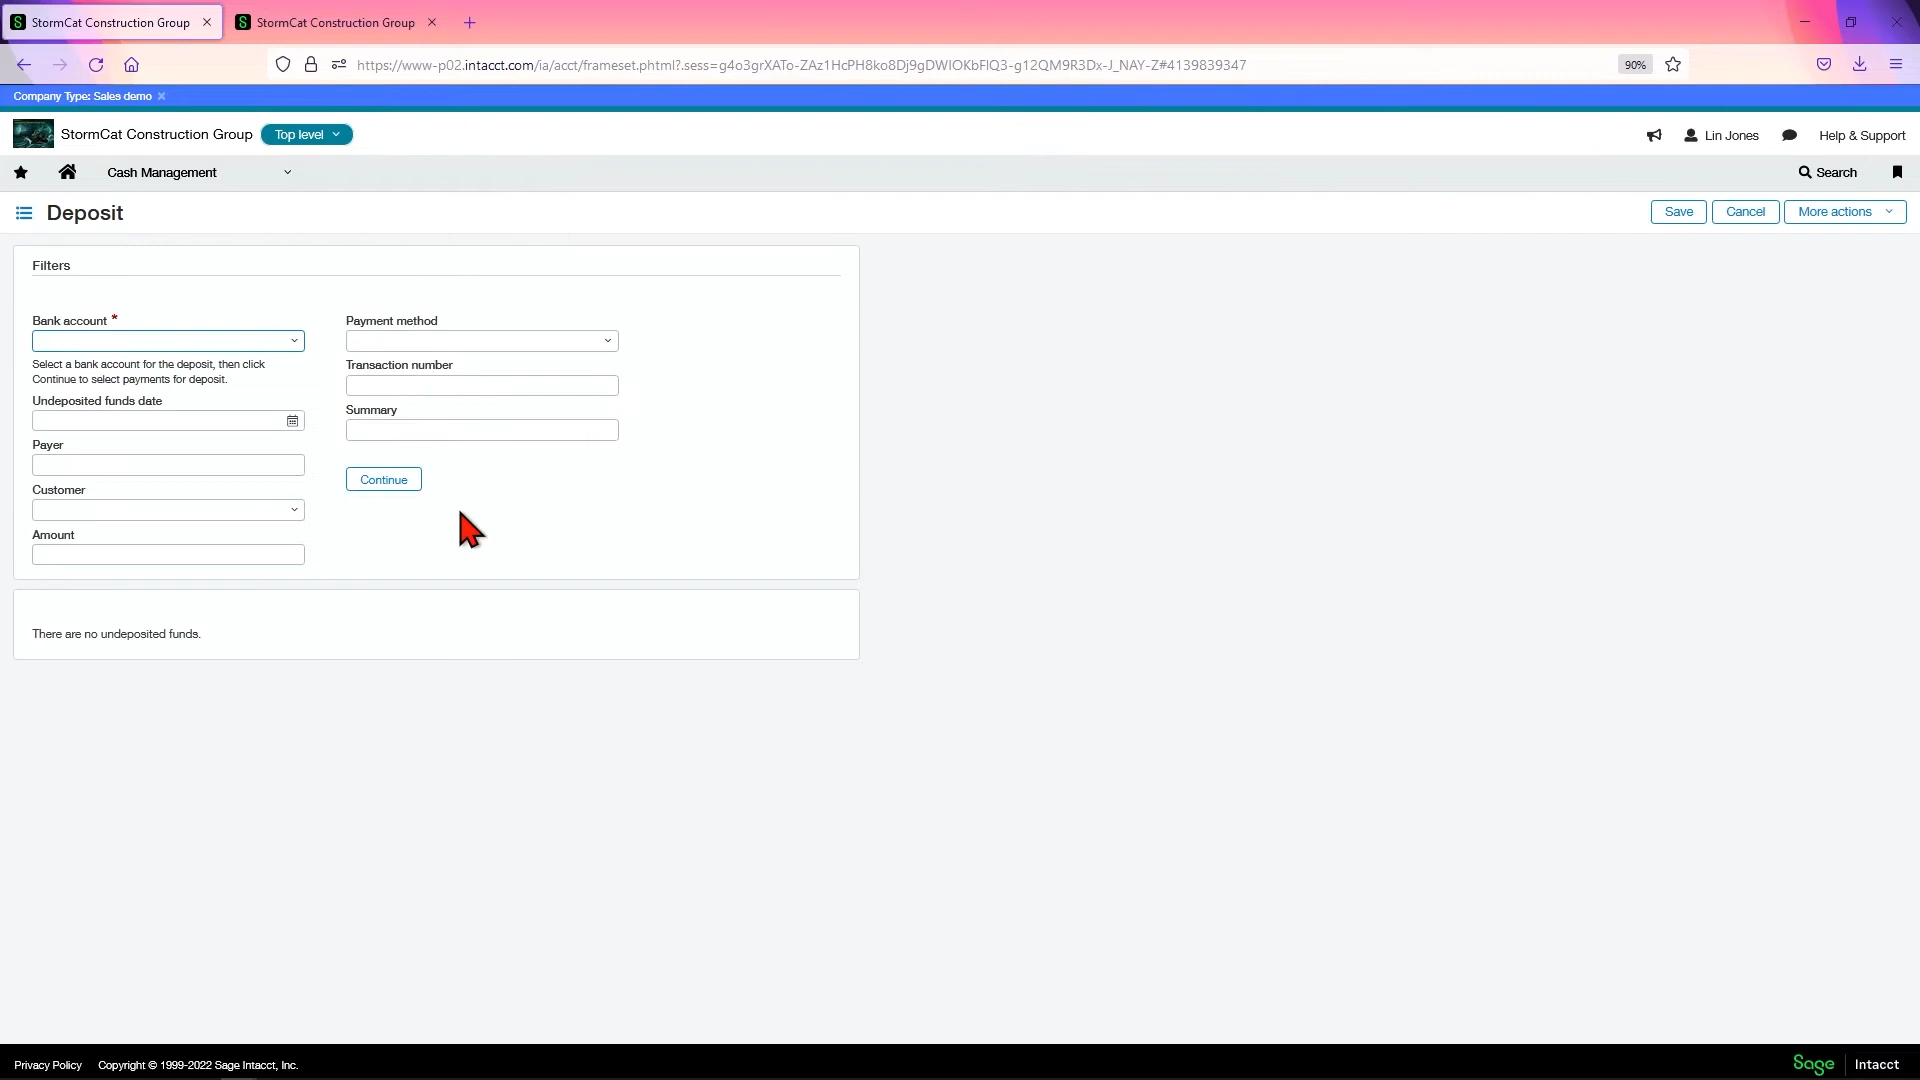 StormCat Construction Group
StormCat Construction Group
https://www-p02.intacct.com/ia/acct/frameset.phtml?.sess=g4o3grXATo-ZAz1HcPH8ko8Dj9gDWIOKbFlQ3-g12QM9R3Dx-J_NAY-Z#4139839347
90%
Company Type: Sales demo
StormCat Construction Group
Top level
Lin Jones
Help & Support
Cash Management
Search
Deposit
Save
Cancel
More actions
Filters
Bank account *
Select a bank account for the deposit, then click
Continue to select payments for deposit.
Undeposited funds date
Payer
Customer
Amount
Payment method
Transaction number
Summary
Continue
There are no undeposited funds.
Privacy Policy
Copyright © 1999-2022 Sage Intacct, Inc.
Sage
Intacct